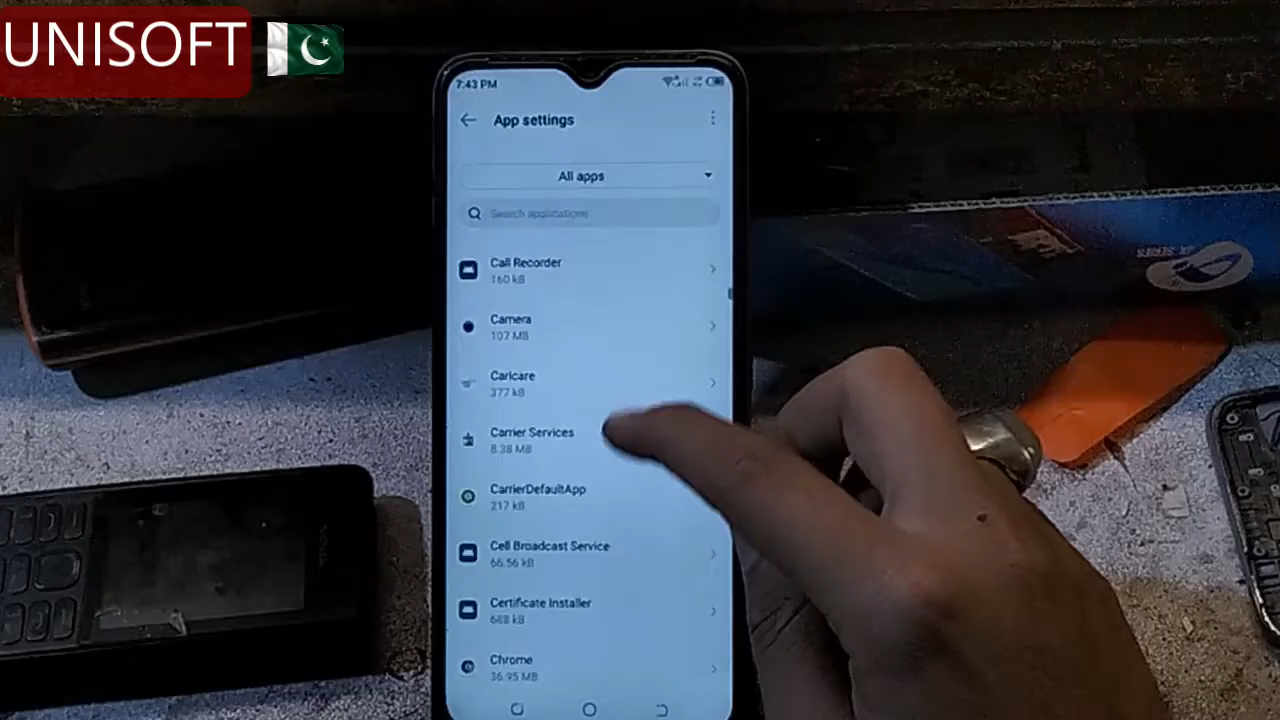 UNISOFT
7:43 PM
App settings
All apps
Search applications
Call Recorder
160 kB
Camera
107 MB
Carlcare
377 kB
Carrier Services
8.38 MB
CarrierDefaultApp
217 kB
Cell Broadcast Service
66.56 kB
Certificate Installer
688 kB
Chrome
36.95 MB